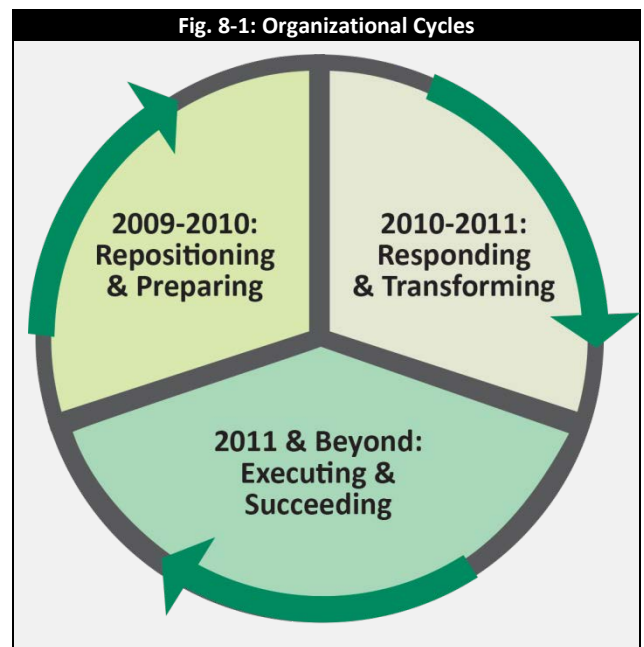 Fig. 8-1: Organizational Cycles
2009-2010:
Repositioning
& Preparing
2010-2011:
Responding
& Transforming
2011 & Beyond:
Executing &
Succeeding